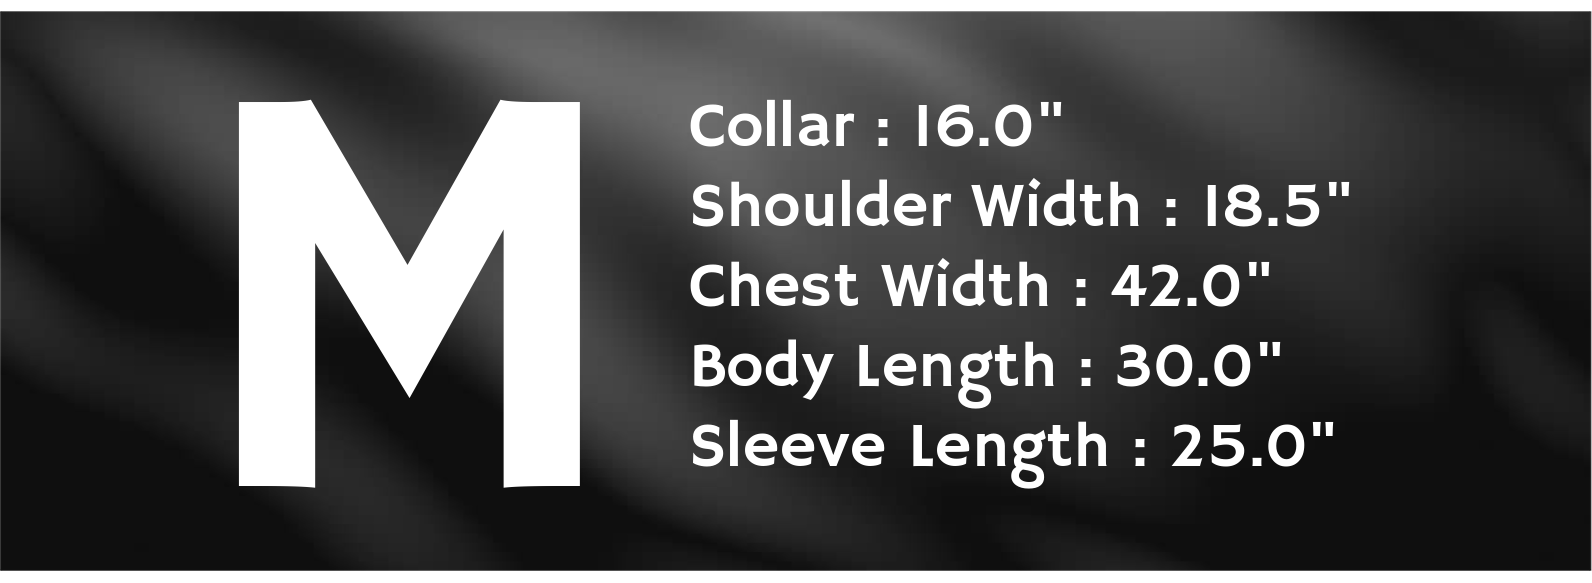 M
Collar : 16.0"
Shoulder Width : 18.5"
Chest Width : 42.0"
Body Length : 30.0"
Sleeve Length : 25.0"